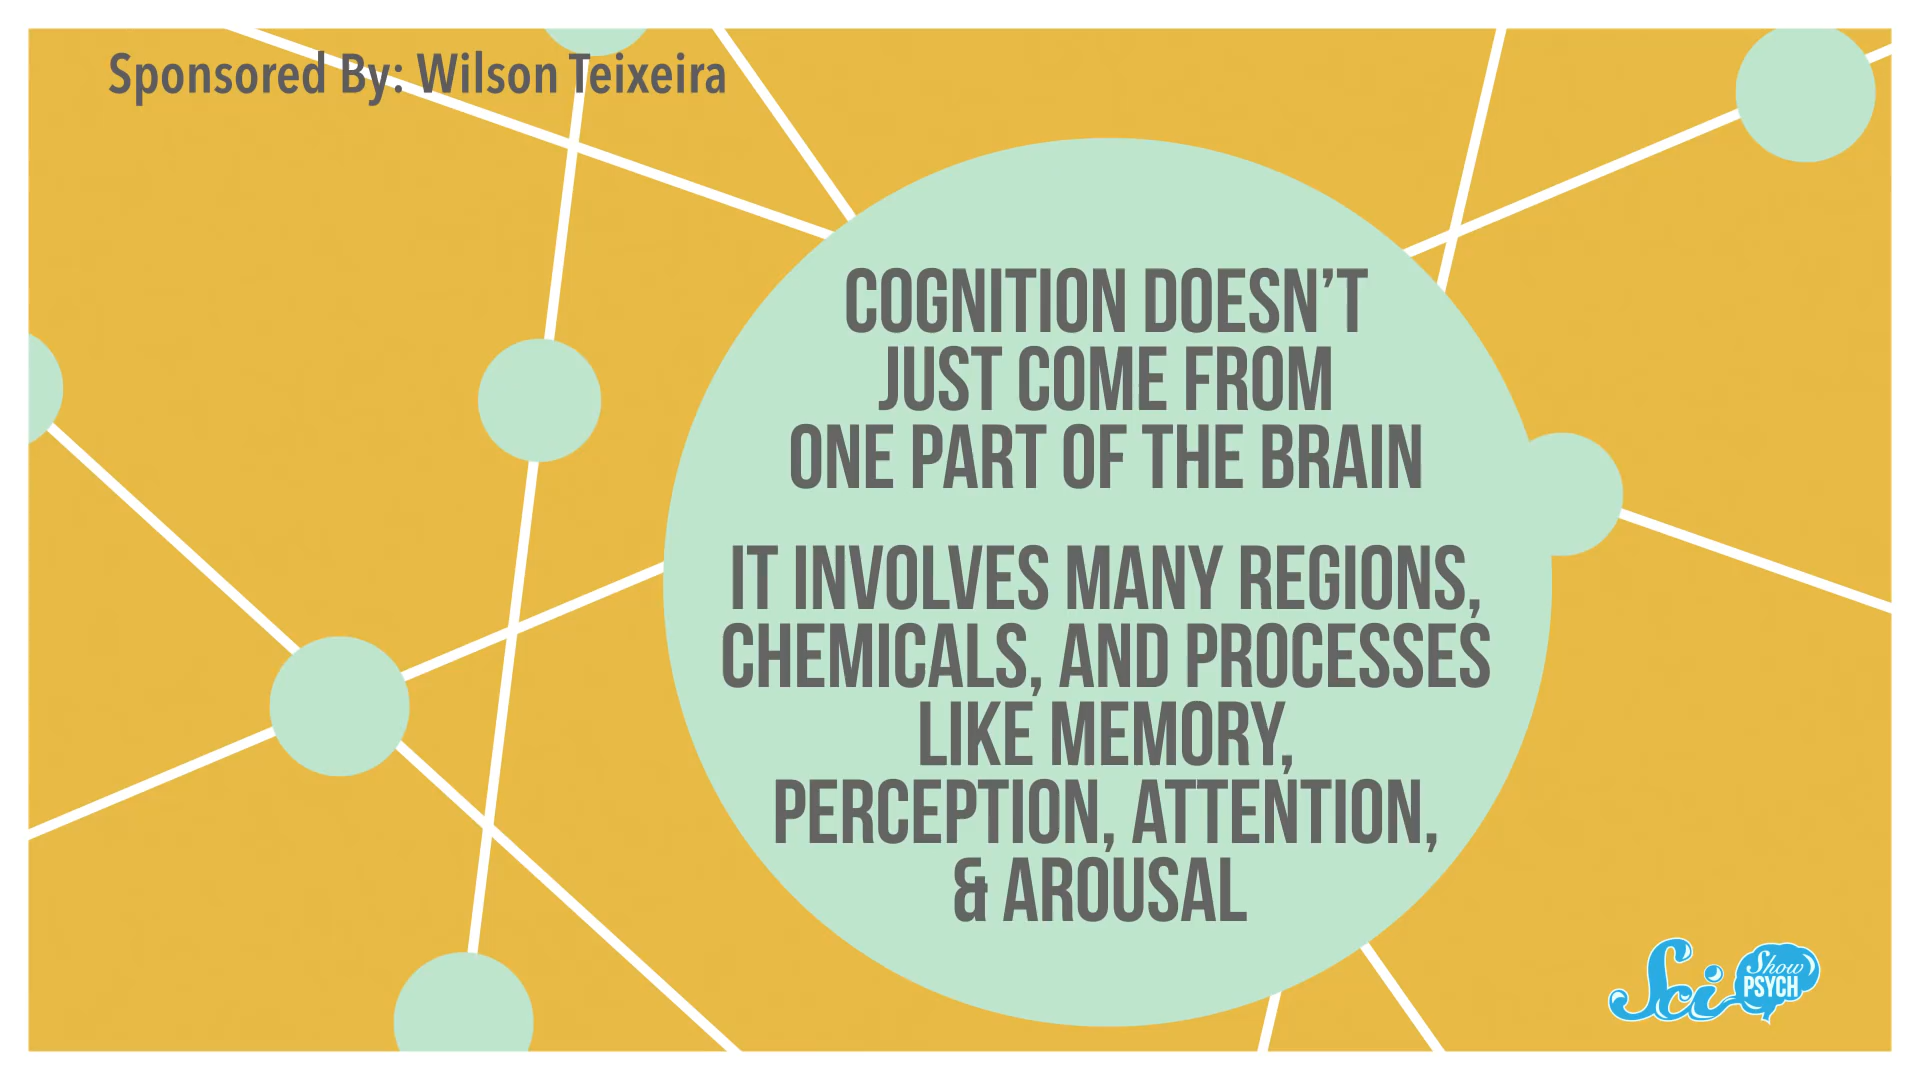 Sponsored By: Wilson Teixeira
COGNITION DOESN'T
JUST COME FROM
ONE PART OF THE BRAIN
IT INVOLVES MANY REGIONS,
CHEMICALS, AND PROCESSES
LIKE MEMORY,
PERCEPTION, ATTENTION,
& AROUSAL
Sci Show
PSYCH